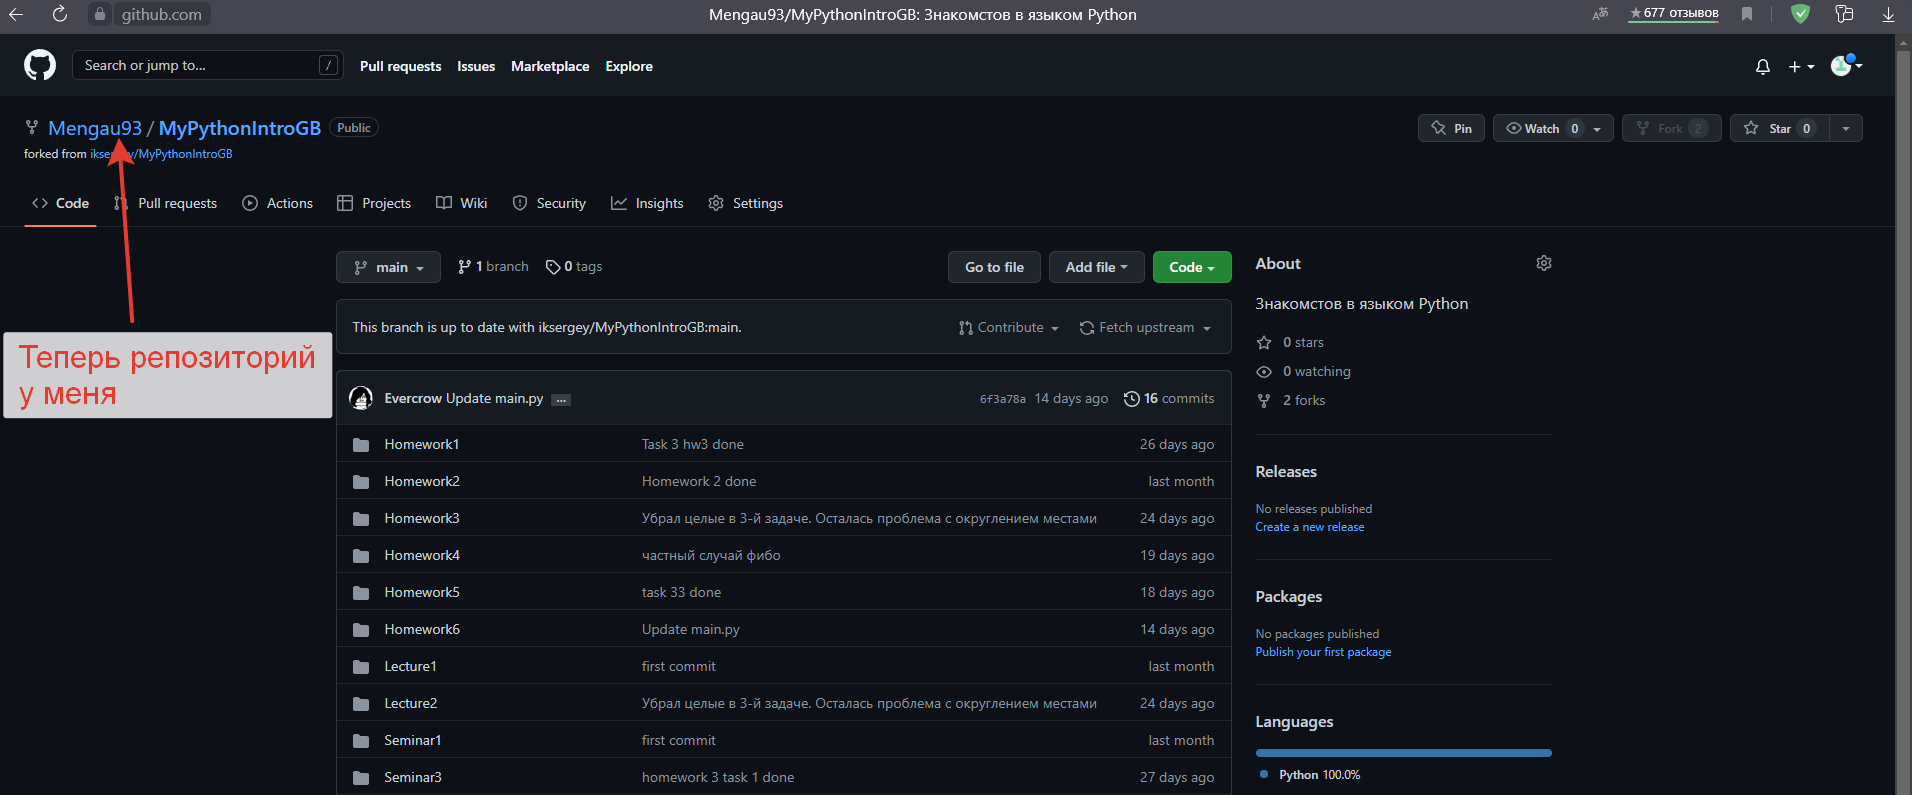 github.com
Mengau93/MyPythonIntroGB: Знакомстов в языком Python
★677 отзывов
Search or jump to...
/
Pull requests Issues Marketplace Explore
Mengau93 / MyPythonIntroGB Public
Pin Watch 0 Fork 2 Star 0
forked from iksergey/MyPythonIntroGB
Code Pull requests Actions Projects Wiki Security Insights Settings
main 1 branch 0 tags Go to file Add file Code
This branch is up to date with iksergey/MyPythonIntroGB:main. Contribute Fetch upstream
Теперь репозиторий
у меня
Evercrow Update main.py ... 6f3a78a 14 days ago 16 commits
Homework1 Task 3 hw3 done 26 days ago
Homework2 Homework 2 done last month
Homework3 Убрал целые в 3-й задаче. Осталась проблема с округлением местами 24 days ago
Homework4 частный случай фибо 19 days ago
Homework5 task 33 done 18 days ago
Homework6 Update main.py 14 days ago
Lecture1 first commit last month
Lecture2 Убрал целые в 3-й задаче. Осталась проблема с округлением местами 24 days ago
Seminar1 first commit last month
Seminar3 homework 3 task 1 done 27 days ago
About
Знакомстов в языком Python
0 stars
0 watching
2 forks
Releases
No releases published
Create a new release
Packages
No packages published
Publish your first package
Languages
Python 100.0%